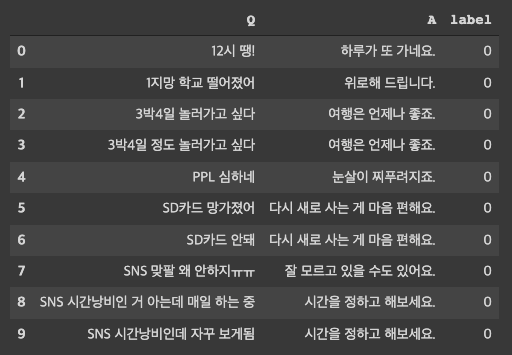 Q A label
0 12시 땡! 하루가 또 가네요. 0
1 1지망 학교 떨어졌어 위로해 드립니다. 0
2 3박4일 놀러가고 싶다 여행은 언제나 좋죠. 0
3 3박4일 정도 놀러가고 싶다 여행은 언제나 좋죠. 0
4 PPL 심하네 눈살이 찌푸려지죠. 0
5 SD카드 망가졌어 다시 새로 사는 게 마음 편해요. 0
6 SD카드 안돼 다시 새로 사는 게 마음 편해요. 0
7 SNS 맞팔 왜 안하지ㅠㅠ 잘 모르고 있을 수도 있어요. 0
8 SNS 시간낭비인 거 아는데 매일 하는 중 시간을 정하고 해보세요. 0
9 SNS 시간낭비인데 자꾸 보게됨 시간을 정하고 해보세요. 0